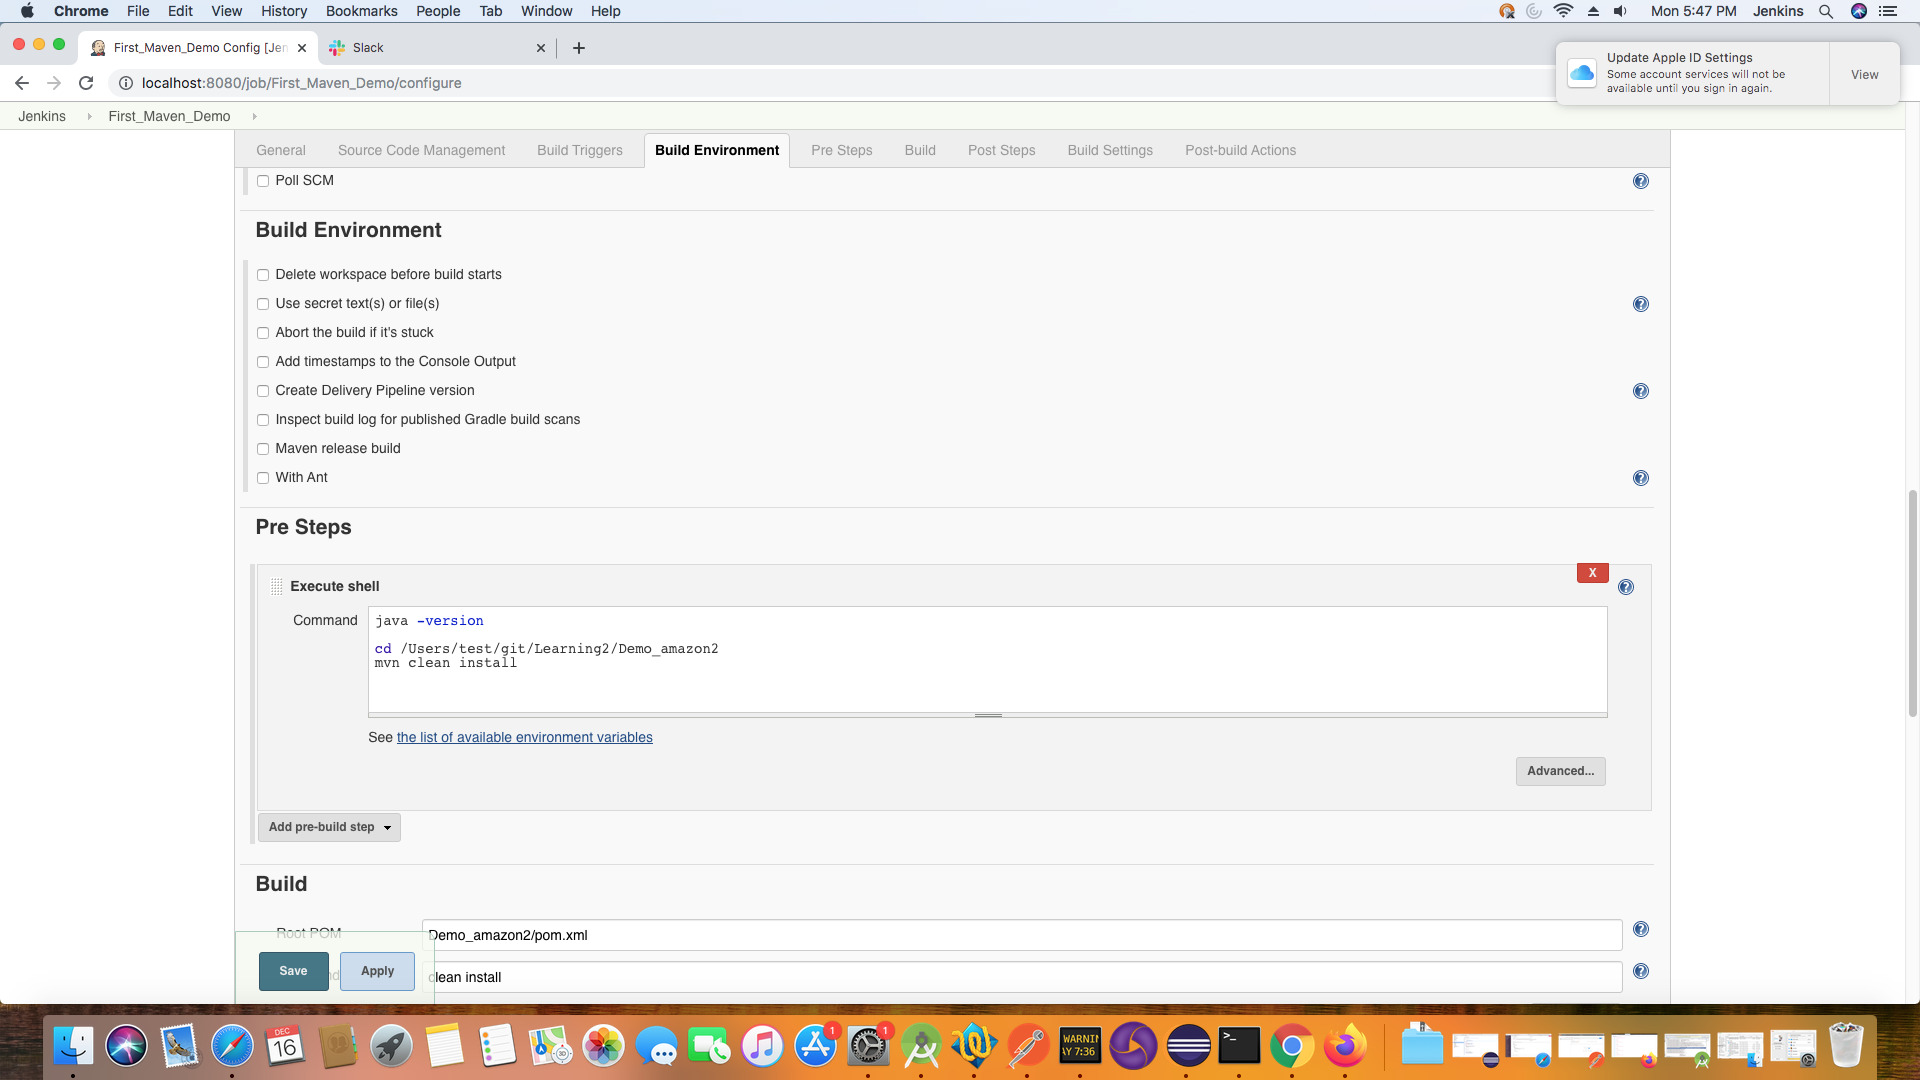 Chrome File Edit View History Bookmarks People Tab Window Help
Mon 5:47 PM Jenkins
First_Maven_Demo Config [Jen
Slack
localhost:8080/job/First_Maven_Demo/configure
Update Apple ID Settings
Some account services will not be
available until you sign in again.
View
Jenkins First_Maven_Demo
General Source Code Management Build Triggers Build Environment Pre Steps Build Post Steps Build Settings Post-build Actions
Poll SCM
Build Environment
Delete workspace before build starts
Use secret text(s) or file(s)
Abort the build if it's stuck
Add timestamps to the Console Output
Create Delivery Pipeline version
Inspect build log for published Gradle build scans
Maven release build
With Ant
Pre Steps
X
Execute shell
Command
java -version
cd /Users/test/git/Learning2/Demo_amazon2
mvn clean install
See the list of available environment variables
Advanced...
Add pre-build step
Build
Root POM
Demo_amazon2/pom.xml
Save Apply
clean install
DEC
16
1
1
WARNIN
AY 7:36